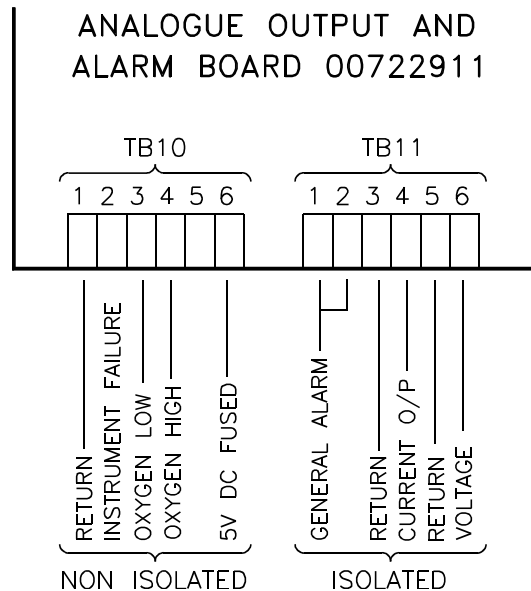 ANALOGUE OUTPUT AND
ALARM BOARD 00722911
TB10
TB11
1 2 3 4 5 6
1 2 3 4 5 6
RETURN
INSTRUMENT FAILURE
OXYGEN LOW
OXYGEN HIGH
5V DC FUSED
GENERAL ALARM
RETURN
CURRENT O/P
RETURN
VOLTAGE
NON ISOLATED
ISOLATED